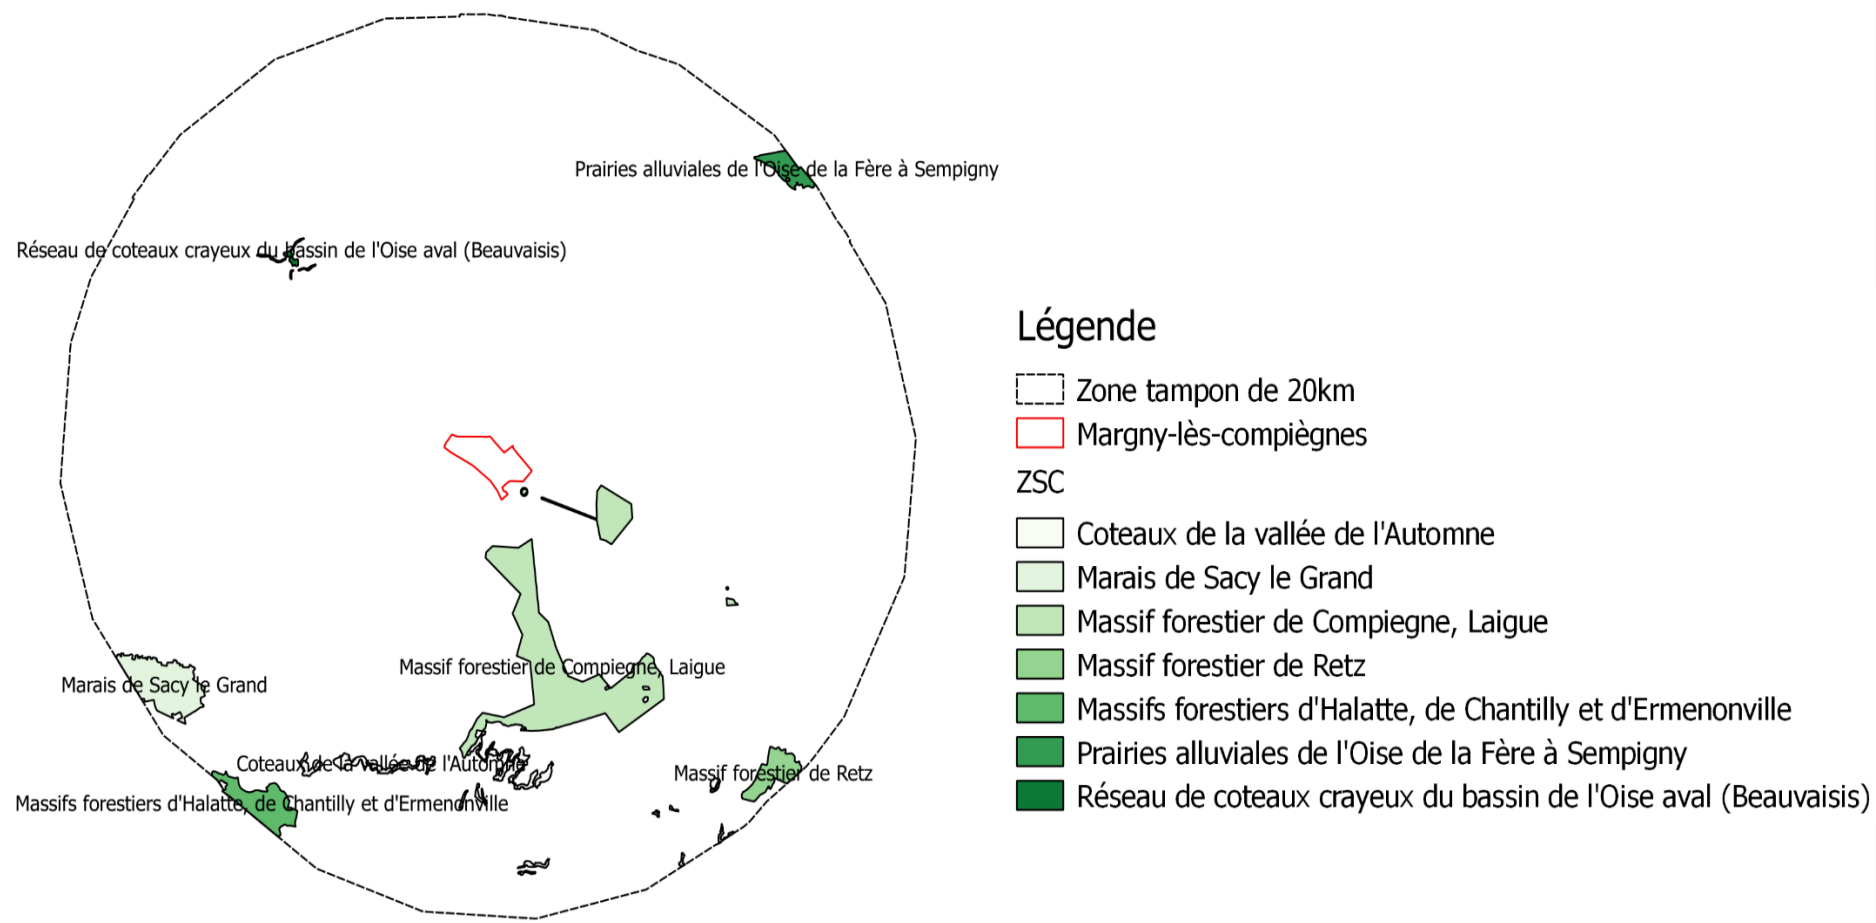 Prairies alluviales de l'Oise de la Fère à Sempigny
Réseau de coteaux crayeux du bassin de l'Oise aval (Beauvaisis)
Massif forestier de Compiegne, Laigue
Marais de Sacy le Grand
Coteaux de la vallée de l'Automne
Massif forestier de Retz
Massifs forestiers d'Halatte, de Chantilly et d'Ermenonville
Légende
Zone tampon de 20km
Margny-lès-compiègnes
ZSC
Coteaux de la vallée de l'Automne
Marais de Sacy le Grand
Massif forestier de Compiegne, Laigue
Massif forestier de Retz
Massifs forestiers d'Halatte, de Chantilly et d'Ermenonville
Prairies alluviales de l'Oise de la Fère à Sempigny
Réseau de coteaux crayeux du bassin de l'Oise aval (Beauvaisis)